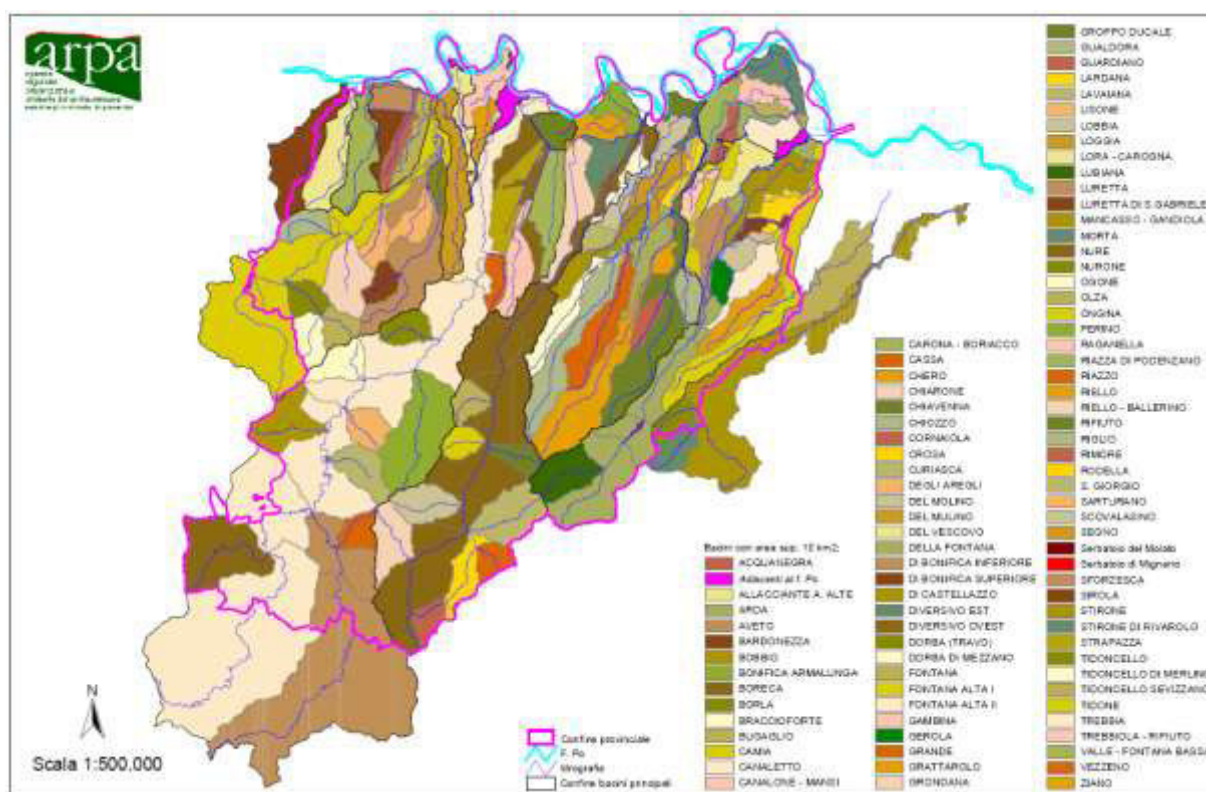 arpa
N
Scala 1:500,000
Confine provinciale
F. Po
Idrografia
Confine bacini principali
Bacini con area sup. 10 km2:
ACQUANEGRA
Adiacenti al f. Po
ALLACCIANTE A. ALTE
ARDA
AVETO
BARDONEZZA
BOBBIO
BONIFICA ARMALUNGA
BORECA
BORLA
BRACCIOFORTE
BUGAGLIO
CAMIA
CANALETTO
CANALONE - MANSI
CARONA - BORIACCO
CASSA
CHERO
CHIARONE
CHIAVENNA
CHIOZZO
CORNAIOLA
CROSA
CURIASCA
DEGLI AREGLI
DEL MOLINO
DEL MULINO
DEL VESCOVO
DELLA FONTANA
DI BONIFICA INFERIORE
DI BONIFICA SUPERIORE
DI CASTELLAZZO
DIVERSIVO EST
DIVERSIVO OVEST
DORBA (TRAVO)
DORBA DI MEZZANO
FONTANA
FONTANA ALTA I
FONTANA ALTA II
GAMBINA
GEROLA
GRANDE
GRATTAROLO
GRONDANA
GROPPO DUCALE
GUALDORA
GUARDIANO
LARDANA
LAVAIANA
LISONE
LOBBIA
LOGGIA
LORA - CAROGNA
LUBIANA
LURETTA
LURETTA DI S.GABRIELE
MANCASSO - GANDIOLA
MORTA
NURE
NURONE
OGONE
OLZA
ONGINA
PERINO
RAGANELLA
RIAZZA DI PODENZANO
RIAZZO
RIELLO
RIELLO - BALLERINO
RIFIUTO
RIGLIO
RIMORE
RODELLA
S. GIORGIO
SARTURANO
SCOVALASINO
SEGNO
Serbatoio del Molato
Serbatoio di Mignano
SFORZESCA
SIROLA
STIRONE
STIRONE DI RIVAROLO
STRAPAZZA
TIDONCELLO
TIDONCELLO DI MERLINO
TIDONCELLO SEVIZZANO
TIDONE
TREBBIA
TREBBIOLA - RIFIUTO
VALLE - FONTANA BASSA
VEZZENO
ZIANO